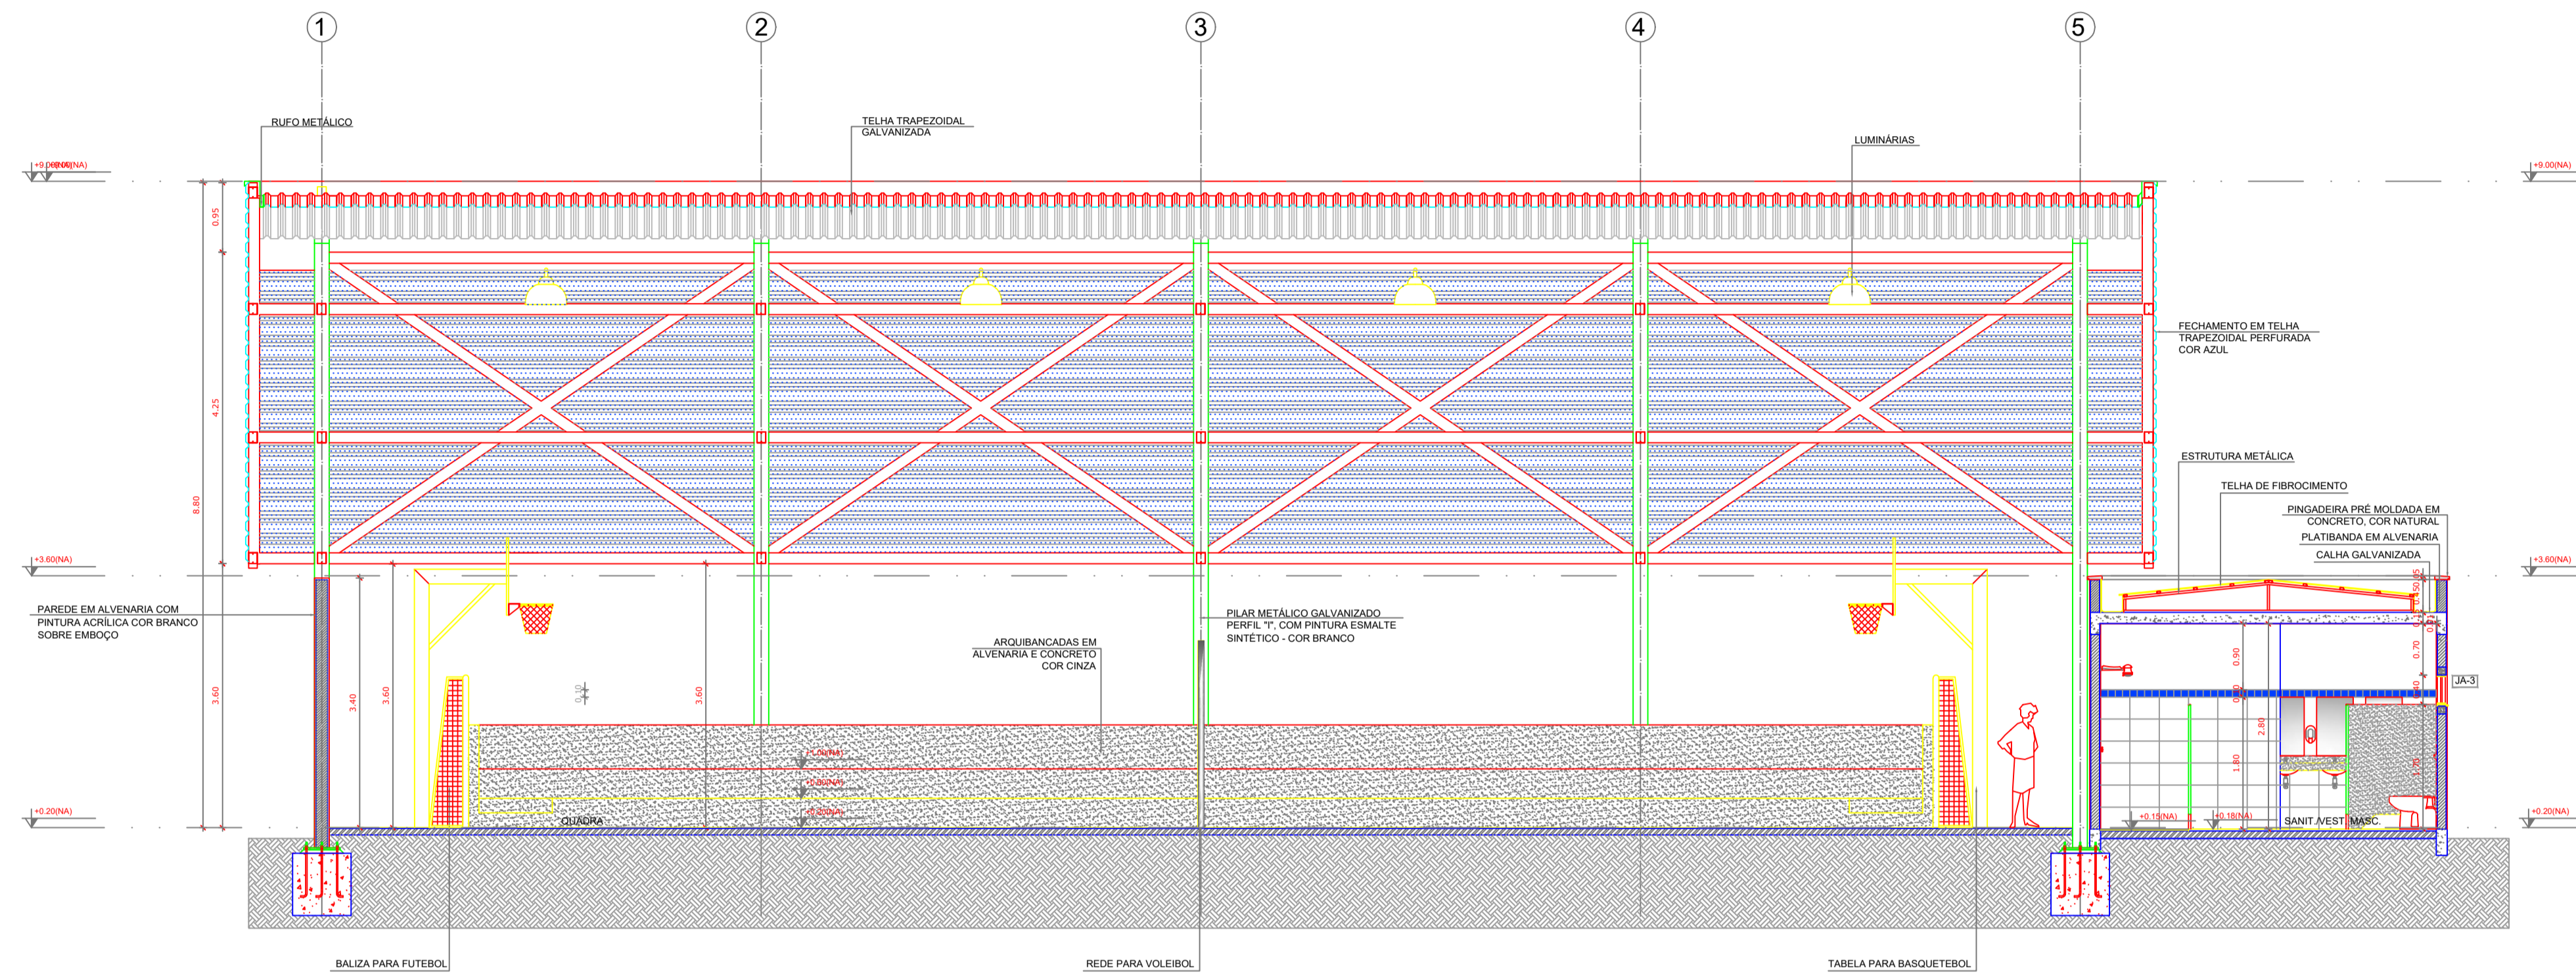 1
2
3
4
5
RUFO METÁLICO
TELHA TRAPEZOIDAL
GALVANIZADA
LUMINÁRIAS
+9.00(NA)
+9.00(NA)
0.95
4.25
8.80
3.60
FECHAMENTO EM TELHA
TRAPEZOIDAL PERFURADA
COR AZUL
ESTRUTURA METÁLICA
TELHA DE FIBROCIMENTO
PINGADEIRA PRÉ MOLDADA EM
CONCRETO, COR NATURAL
PLATIBANDA EM ALVENARIA
CALHA GALVANIZADA
+3.60(NA)
+3.60(NA)
PAREDE EM ALVENARIA COM
PINTURA ACRÍLICA COR BRANCO
SOBRE EMBOÇO
PILAR METÁLICO GALVANIZADO
PERFIL "I", COM PINTURA ESMALTE
SINTÉTICO - COR BRANCO
ARQUIBANCADAS EM
ALVENARIA E CONCRETO
COR CINZA
3.40
3.60
0.10
3.60
0.90
2.80
1.80
0.70
0.40
JA-3
QUADRA
+0.15(NA)
+0.18(NA)
SANIT./VEST. MASC.
+0.20(NA)
+0.20(NA)
BALIZA PARA FUTEBOL
REDE PARA VOLEIBOL
TABELA PARA BASQUETEBOL